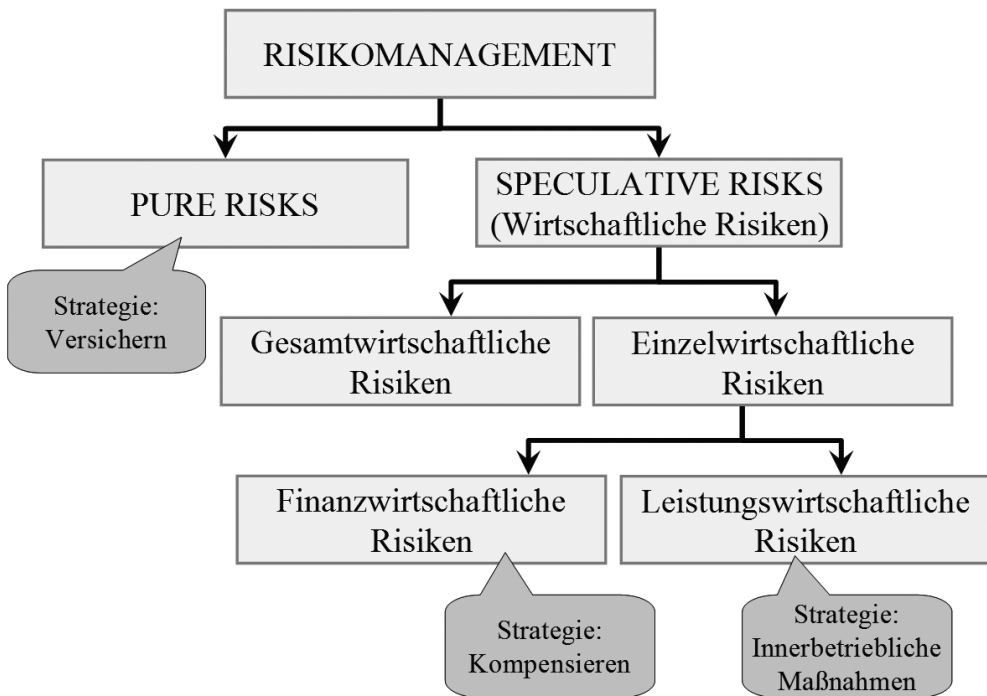 RISIKOMANAGEMENT
PURE RISKS
SPECULATIVE RISKS
(Wirtschaftliche Risiken)
Strategie:
Versichern
Gesamtwirtschaftliche
Risiken
Einzelwirtschaftliche
Risiken
Finanzwirtschaftliche
Risiken
Leistungswirtschaftliche
Risiken
Strategie:
Kompensieren
Strategie:
Innerbetriebliche
Maßnahmen